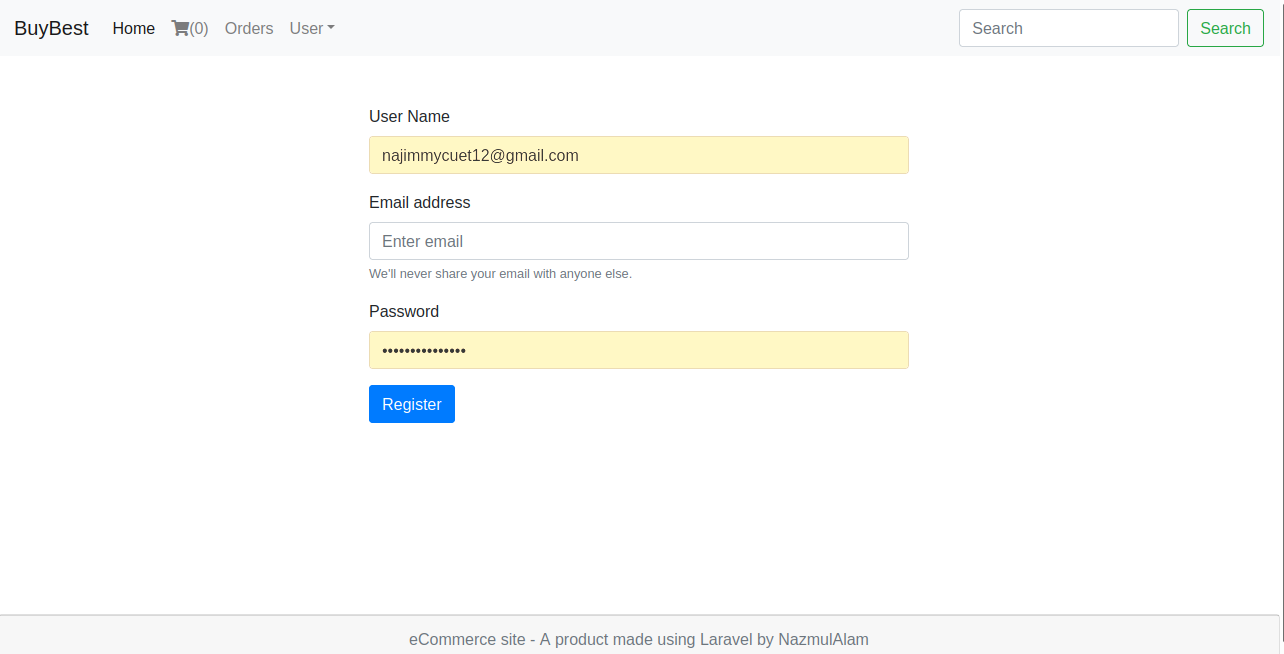 BuyBest Home (0) Orders User Search Search
User Name
najimmycuet12@gmail.com
Email address
Enter email
We'll never share your email with anyone else.
Password
•••••••••••••••
Register
eCommerce site - A product made using Laravel by NazmulAlam